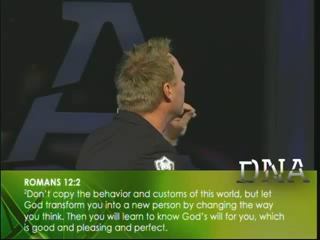 DNA
ROMANS 12:2
2Don't copy the behavior and customs of this world, but let
God transform you into a new person by changing the way
you think. Then you will learn to know God's will for you, which
is good and pleasing and perfect.